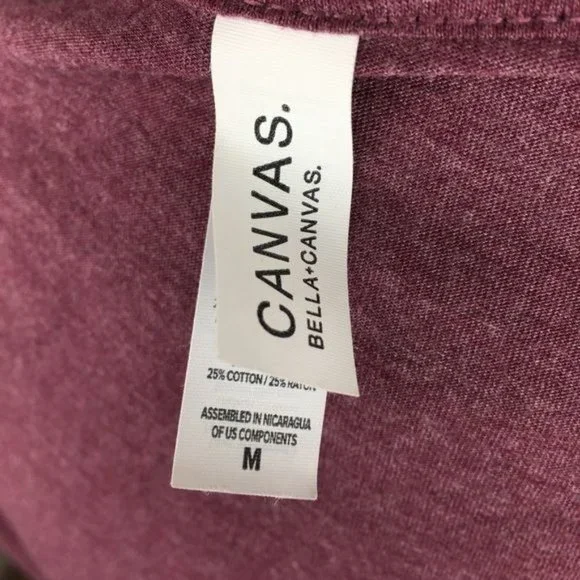 CANVAS.
BELLA+CANVAS.
25% COTTON / 25% RAYON
ASSEMBLED IN NICARAGUA
OF US COMPONENTS
M